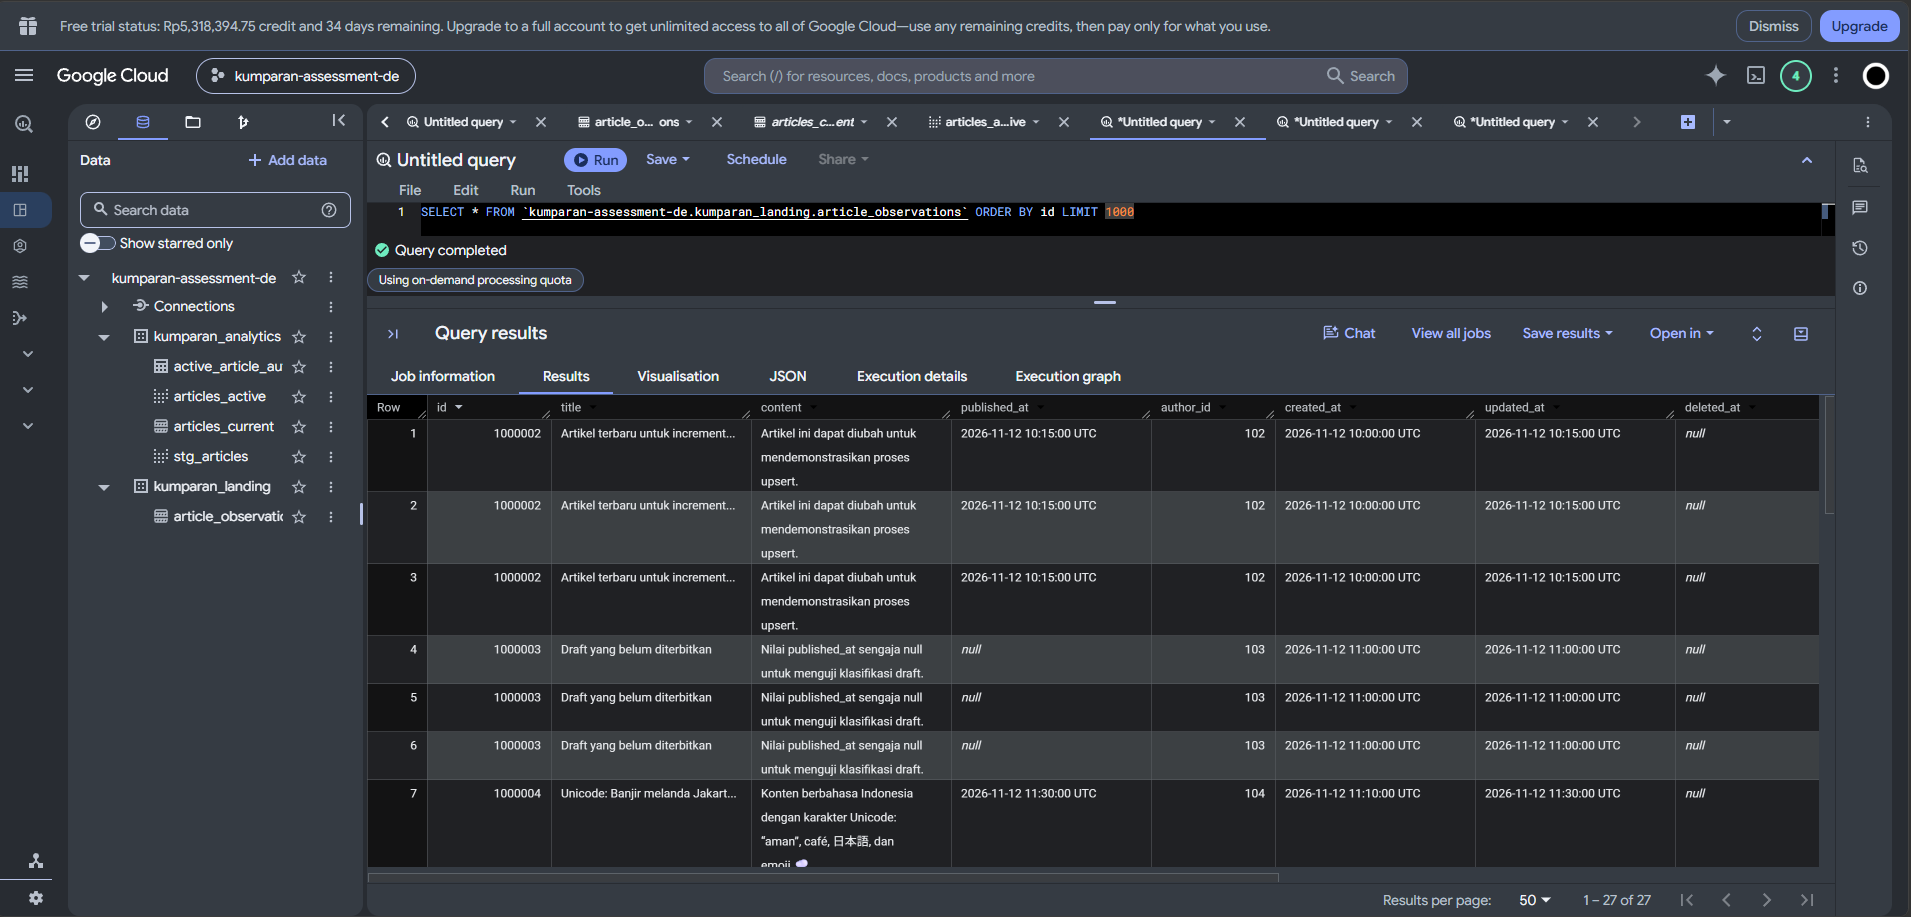 Free trial status: Rp5,318,394.75 credit and 34 days remaining. Upgrade to a full account to get unlimited access to all of Google Cloud—use any remaining credits, then pay only for what you use.
Dismiss
Upgrade
Google Cloud
kumparan-assessment-de
Search (/) for resources, docs, products and more
Search
4
Untitled query
article_o... ons
articles_c...ent
articles_a...ive
*Untitled query
*Untitled query
*Untitled query
Data
Add data
Search data
Show starred only
kumparan-assessment-de
Connections
kumparan_analytics
active_article_au
articles_active
articles_current
stg_articles
kumparan_landing
article_observatic
Untitled query
Run
Save
Schedule
Share
File
Edit
Run
Tools
1 SELECT * FROM `kumparan-assessment-de.kumparan_landing.article_observations` ORDER BY id LIMIT 1000
Query completed
Using on-demand processing quota
Query results
Chat
View all jobs
Save results
Open in
Job information
Results
Visualisation
JSON
Execution details
Execution graph
Row id title content published_at author_id created_at updated_at deleted_at
1 1000002 Artikel terbaru untuk increment... Artikel ini dapat diubah untuk 2026-11-12 10:15:00 UTC 102 2026-11-12 10:00:00 UTC 2026-11-12 10:15:00 UTC null
mendemonstrasikan proses
upsert.
2 1000002 Artikel terbaru untuk increment... Artikel ini dapat diubah untuk 2026-11-12 10:15:00 UTC 102 2026-11-12 10:00:00 UTC 2026-11-12 10:15:00 UTC null
mendemonstrasikan proses
upsert.
3 1000002 Artikel terbaru untuk increment... Artikel ini dapat diubah untuk 2026-11-12 10:15:00 UTC 102 2026-11-12 10:00:00 UTC 2026-11-12 10:15:00 UTC null
mendemonstrasikan proses
upsert.
4 1000003 Draft yang belum diterbitkan Nilai published_at sengaja null null 103 2026-11-12 11:00:00 UTC 2026-11-12 11:00:00 UTC null
untuk menguji klasifikasi draft.
5 1000003 Draft yang belum diterbitkan Nilai published_at sengaja null null 103 2026-11-12 11:00:00 UTC 2026-11-12 11:00:00 UTC null
untuk menguji klasifikasi draft.
6 1000003 Draft yang belum diterbitkan Nilai published_at sengaja null null 103 2026-11-12 11:00:00 UTC 2026-11-12 11:00:00 UTC null
untuk menguji klasifikasi draft.
7 1000004 Unicode: Banjir melanda Jakart... Konten berbahasa Indonesia 2026-11-12 11:30:00 UTC 104 2026-11-12 11:10:00 UTC 2026-11-12 11:30:00 UTC null
dengan karakter Unicode:
“aman”, café, 日本語, dan
emoji
Results per page: 50 1 – 27 of 27